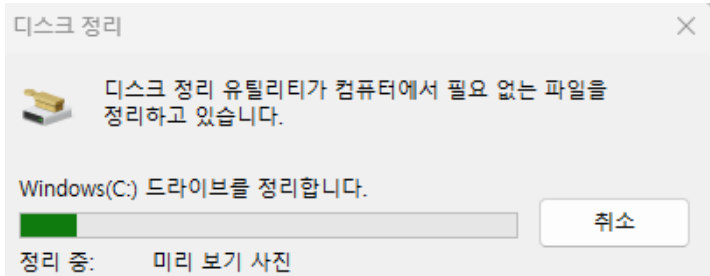 디스크 정리
디스크 정리 유틸리티가 컴퓨터에서 필요 없는 파일을
정리하고 있습니다.
Windows(C:) 드라이브를 정리합니다.
취소
정리 중: 미리 보기 사진